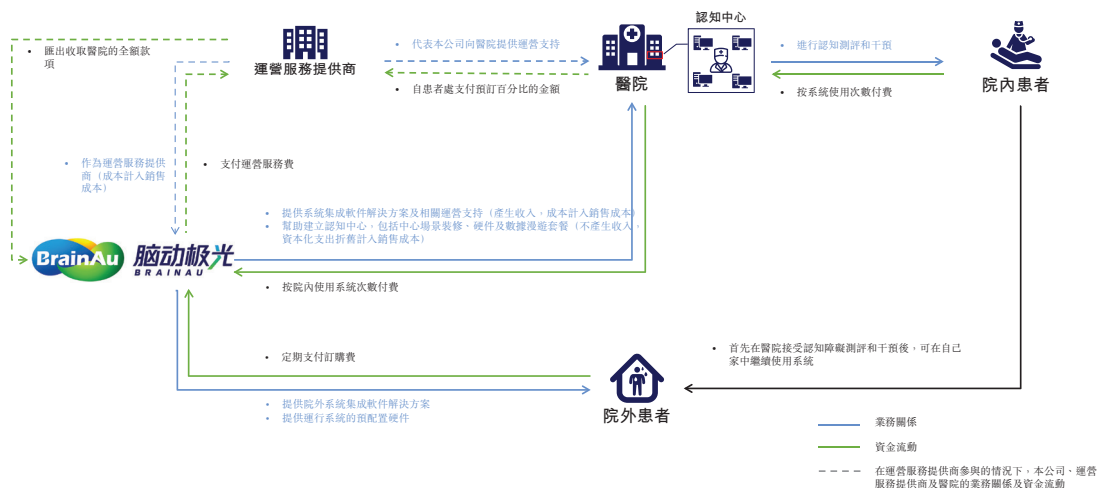 認知中心
• 匯出收取醫院的全額款
項
運營服務提供商
• 代表本公司向醫院提供運營支持
• 自患者處支付預訂百分比的金額
醫院
• 進行認知測評和干預
• 按系統使用次數付費
院內患者
• 作為運營服務提供
商（成本計入銷售
成本）
• 支付運營服務費
• 提供系統集成軟件解決方案及相關運營支持（產生收入，成本計入銷售成本）
• 幫助建立認知中心，包括中心場景裝修、硬件及數據漫遊套餐（不產生收入，
資本化支出折舊計入銷售成本）
BrainAu
脑动极光
BRAINAU
• 按院內使用系統次數付費
• 定期支付訂購費
• 首先在醫院接受認知障礙測評和干預後，可在自己
家中繼續使用系統
• 提供院外系統集成軟件解決方案
• 提供運行系統的預配置硬件
院外患者
業務關係
資金流動
在運營服務提供商參與的情況下，本公司、運營
服務提供商及醫院的業務關係及資金流動